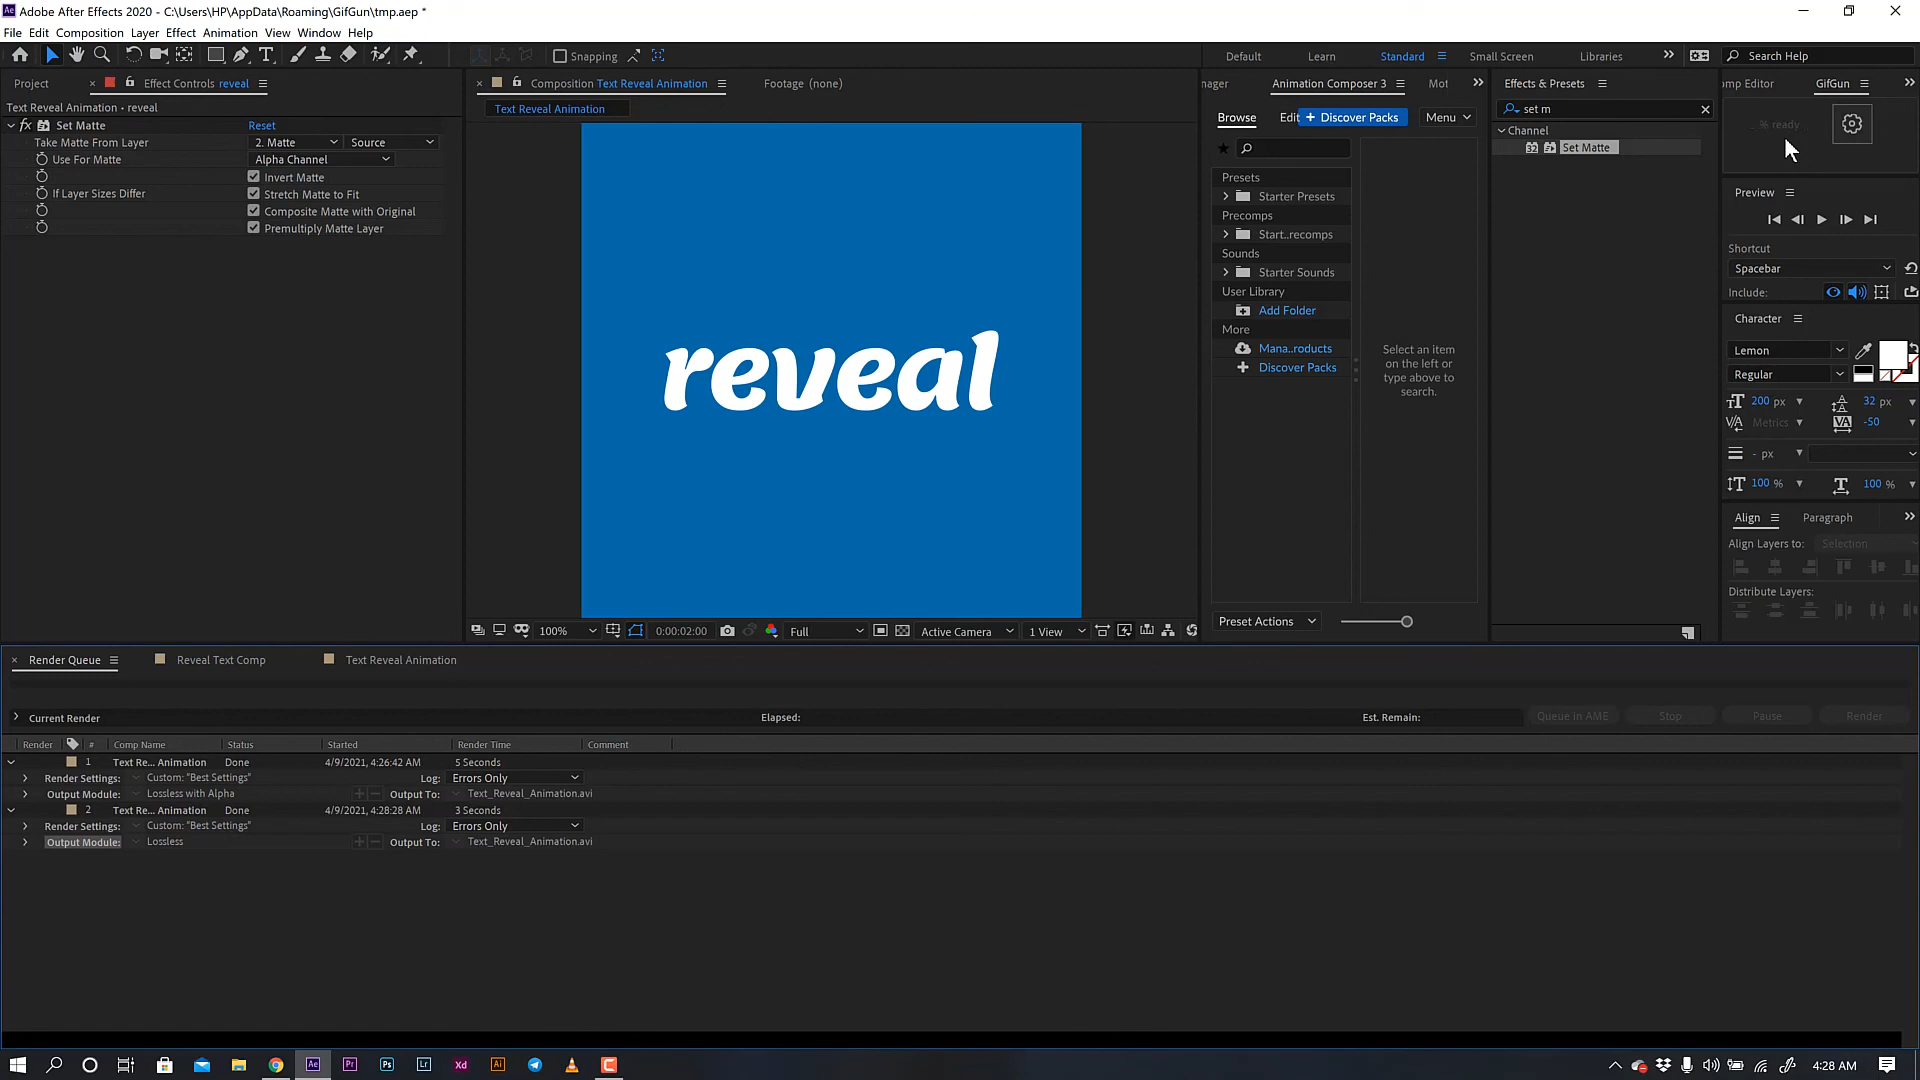 Adobe After Effects 2020 - C:\Users\HP\AppData\Roaming\GifGun\tmp.aep *
File Edit Composition Layer Effect Animation View Window Help
Snapping
Default Learn Standard Small Screen Libraries Search Help
Project Effect Controls reveal
Composition Text Reveal Animation Footage (none)
nager Animation Composer 3 Mot
Effects & Presets
omp Editor GifGun
Text Reveal Animation • reveal
Text Reveal Animation
Browse Edit + Discover Packs Menu
set m
% ready
fx Set Matte Reset
Take Matte From Layer 2. Matte Source
Use For Matte Alpha Channel
Invert Matte
If Layer Sizes Differ Stretch Matte to Fit
Composite Matte with Original
Premultiply Matte Layer
reveal
Presets
Starter Presets
Precomps
Start..recomps
Sounds
Starter Sounds
User Library
Add Folder
More
Mana..roducts
Discover Packs
Select an item
on the left or
type above to
search.
Preset Actions
Channel
32 Set Matte
Preview
Shortcut
Spacebar
Include:
Character
Lemon
Regular
200 px 32 px
Metrics -50
- px
100 % 100 %
Align Paragraph
Align Layers to: Selection
Distribute Layers:
100% 0:00:02:00 Full Active Camera 1 View
Render Queue Reveal Text Comp Text Reveal Animation
Current Render Elapsed: Est. Remain: Queue in AME Stop Pause Render
Render # Comp Name Status Started Render Time Comment
1 Text Re... Animation Done 4/9/2021, 4:26:42 AM 5 Seconds
Render Settings: Custom: "Best Settings" Log: Errors Only
Output Module: Lossless with Alpha Output To: Text_Reveal_Animation.avi
2 Text Re... Animation Done 4/9/2021, 4:28:28 AM 3 Seconds
Render Settings: Custom: "Best Settings" Log: Errors Only
Output Module: Lossless Output To: Text_Reveal_Animation.avi
Ae Pr Ps Lr Xd Ai 4:28 AM